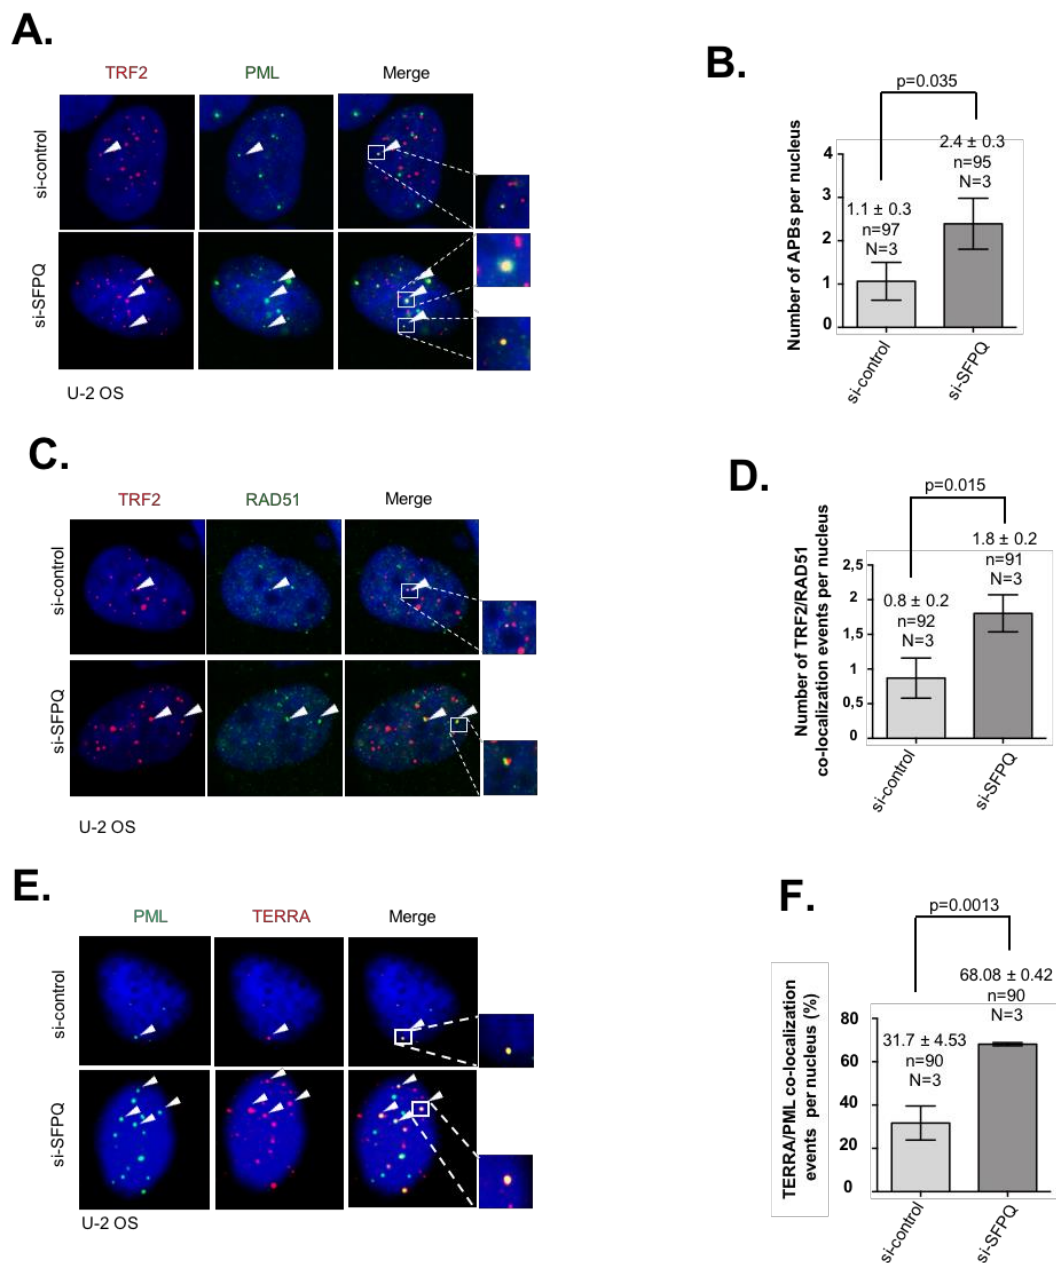 A.
TRF2 PML Merge
si-control
si-SFPQ
U-2 OS
B.
p=0.035
Number of APBs per nucleus
4
3
2
1
0
1.1 ± 0.3
n=97
N=3
2.4 ± 0.3
n=95
N=3
si-control
si-SFPQ
C.
TRF2 RAD51 Merge
si-control
si-SFPQ
U-2 OS
D.
p=0.015
Number of TRF2/RAD51
co-localization events per nucleus
2,5
2
1,5
1
0,5
0
0.8 ± 0.2
n=92
N=3
1.8 ± 0.2
n=91
N=3
si-control
si-SFPQ
E.
PML TERRA Merge
si-control
si-SFPQ
U-2 OS
F.
p=0.0013
TERRA/PML co-localization
events per nucleus (%)
80
60
40
20
0
31.7 ± 4.53
n=90
N=3
68.08 ± 0.42
n=90
N=3
si-control
si-SFPQ